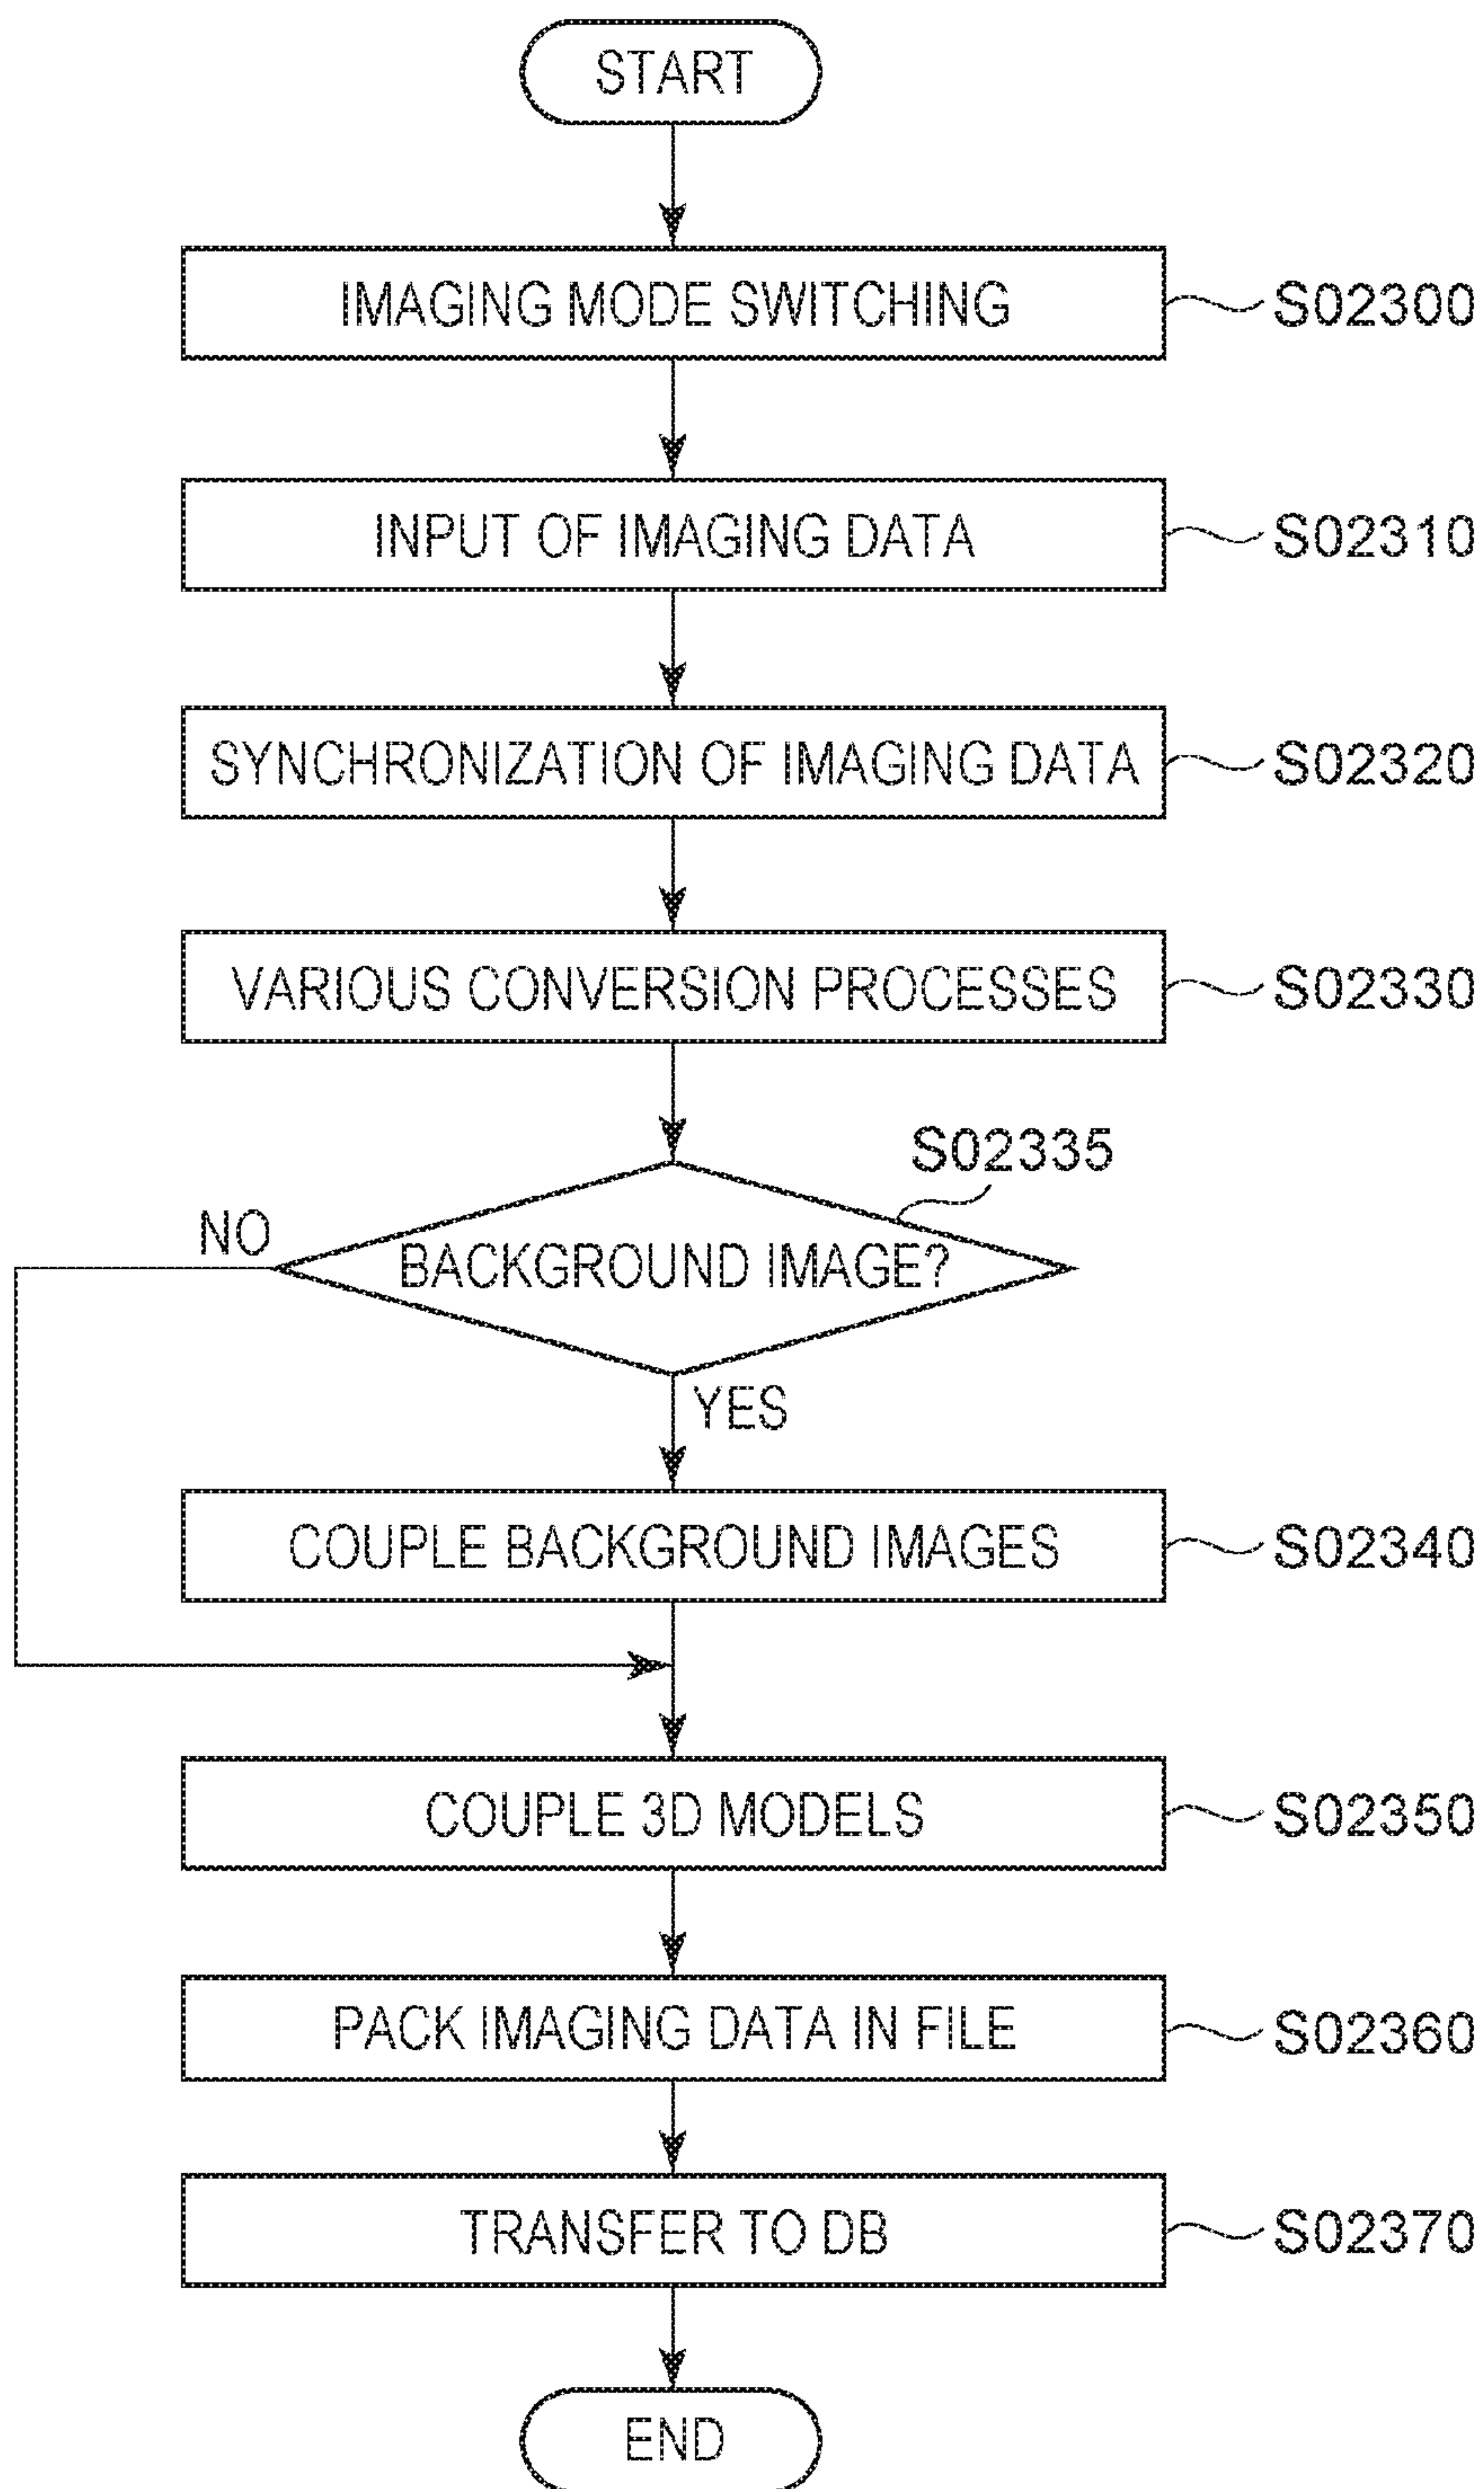 START
IMAGING MODE SWITCHING
S02300
INPUT OF IMAGING DATA
S02310
SYNCHRONIZATION OF IMAGING DATA
S02320
VARIOUS CONVERSION PROCESSES
S02330
S02335
NO
BACKGROUND IMAGE?
YES
COUPLE BACKGROUND IMAGES
S02340
COUPLE 3D MODELS
S02350
PACK IMAGING DATA IN FILE
S02360
TRANSFER TO DB
S02370
END